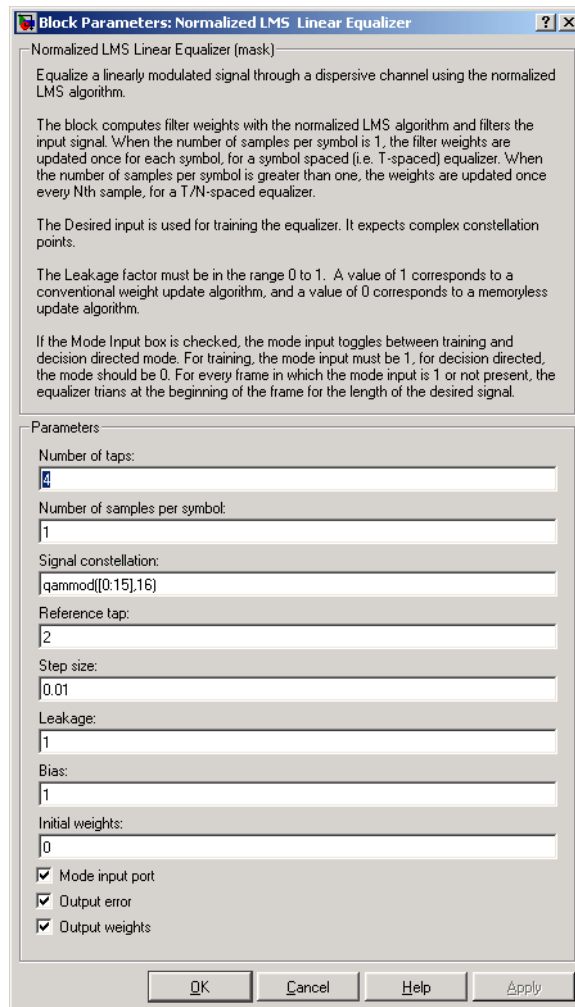 Block Parameters: Normalized LMS Linear Equalizer
Normalized LMS Linear Equalizer (mask)
Equalize a linearly modulated signal through a dispersive channel using the normalized
LMS algorithm.
The block computes filter weights with the normalized LMS algorithm and filters the
input signal. When the number of samples per symbol is 1, the filter weights are
updated once for each symbol, for a symbol spaced (i.e. T-spaced) equalizer. When
the number of samples per symbol is greater than one, the weights are updated once
every Nth sample, for a T/N-spaced equalizer.
The Desired input is used for training the equalizer. It expects complex constellation
points.
The Leakage factor must be in the range 0 to 1. A value of 1 corresponds to a
conventional weight update algorithm, and a value of 0 corresponds to a memoryless
update algorithm.
If the Mode Input box is checked, the mode input toggles between training and
decision directed mode. For training, the mode input must be 1, for decision directed,
the mode should be 0. For every frame in which the mode input is 1 or not present, the
equalizer trians at the beginning of the frame for the length of the desired signal.
Parameters
Number of taps:
4
Number of samples per symbol:
1
Signal constellation:
qammod([0:15],16)
Reference tap:
2
Step size:
0.01
Leakage:
1
Bias:
1
Initial weights:
0
Mode input port
Output error
Output weights
OK Cancel Help Apply